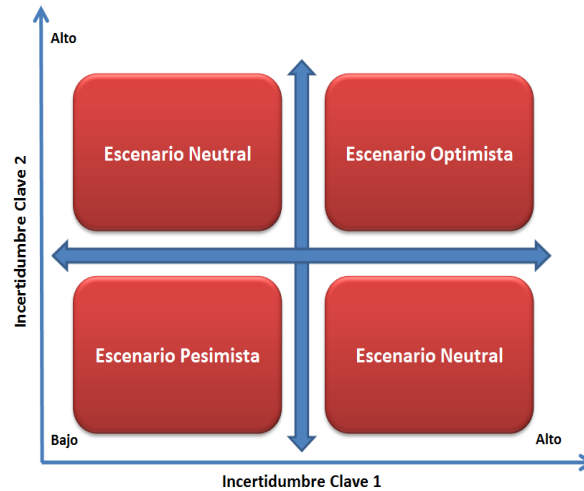 Alto
Escenario Neutral
Escenario Optimista
Incertidumbre Clave 2
Escenario Pesimista
Escenario Neutral
Bajo
Alto
Incertidumbre Clave 1